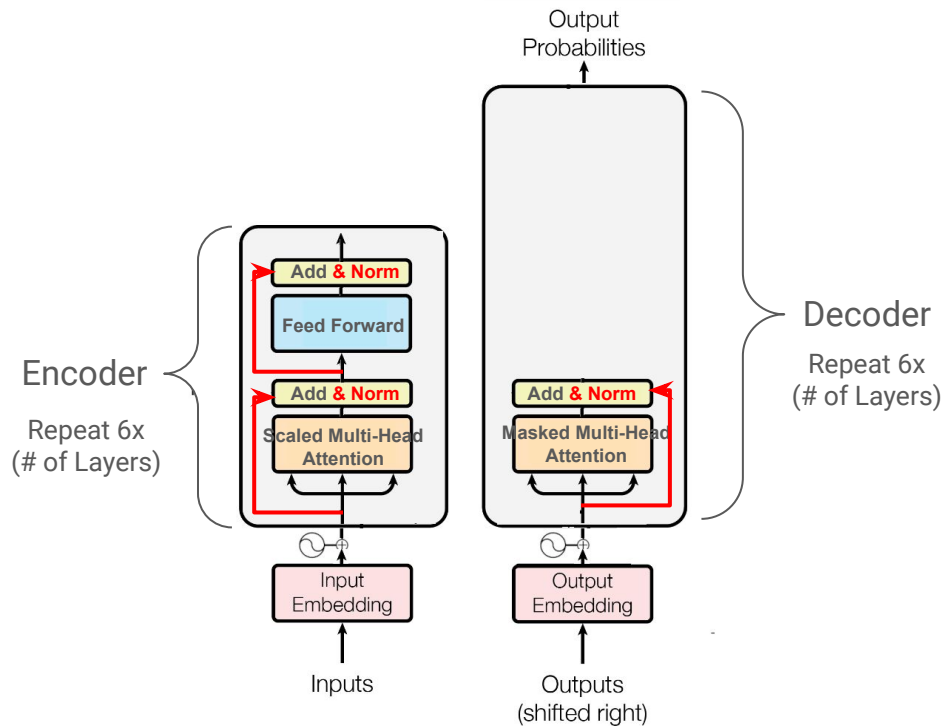 Output
Probabilities
Add & Norm
Feed Forward
Add & Norm
Scaled Multi-Head
Attention
Encoder
Repeat 6x
(# of Layers)
Input
Embedding
Inputs
Decoder
Repeat 6x
(# of Layers)
Add & Norm
Masked Multi-Head
Attention
Output
Embedding
Outputs
(shifted right)